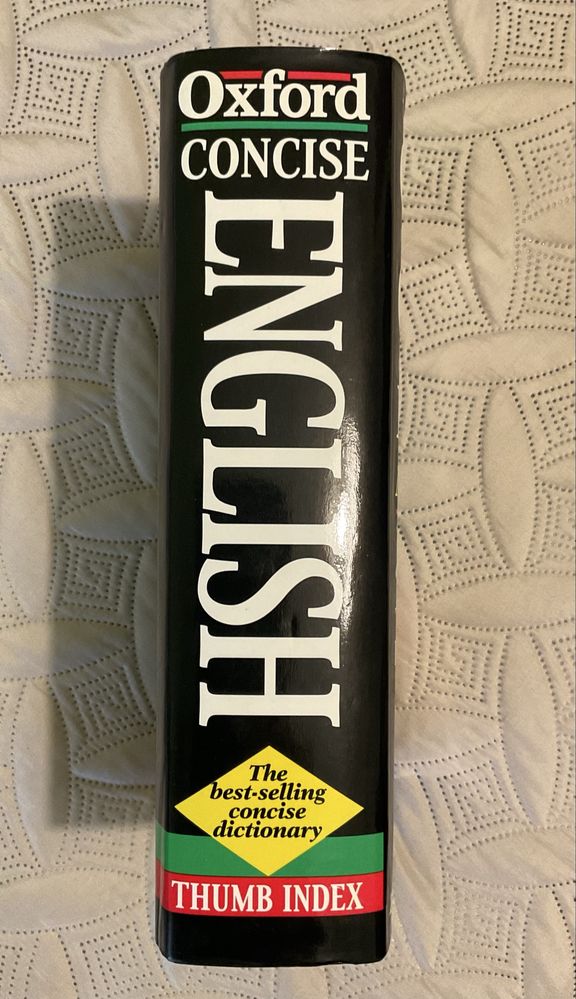 Oxford
CONCISE
ENGLISH
The
best-selling
concise
dictionary
THUMB INDEX